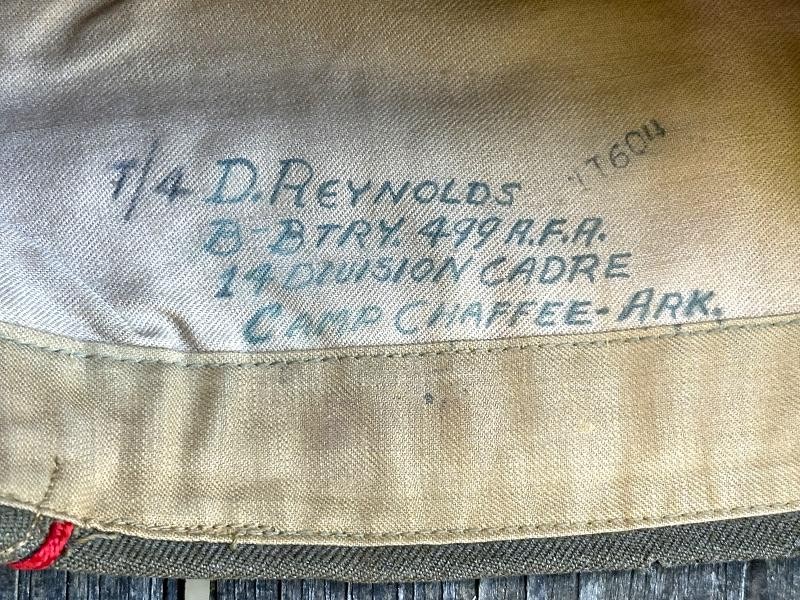 T/4 D. REYNOLDS
B-BTRY. 499 A.F.A.
14 DIVISION CADRE
CAMP CHAFFEE-ARK.